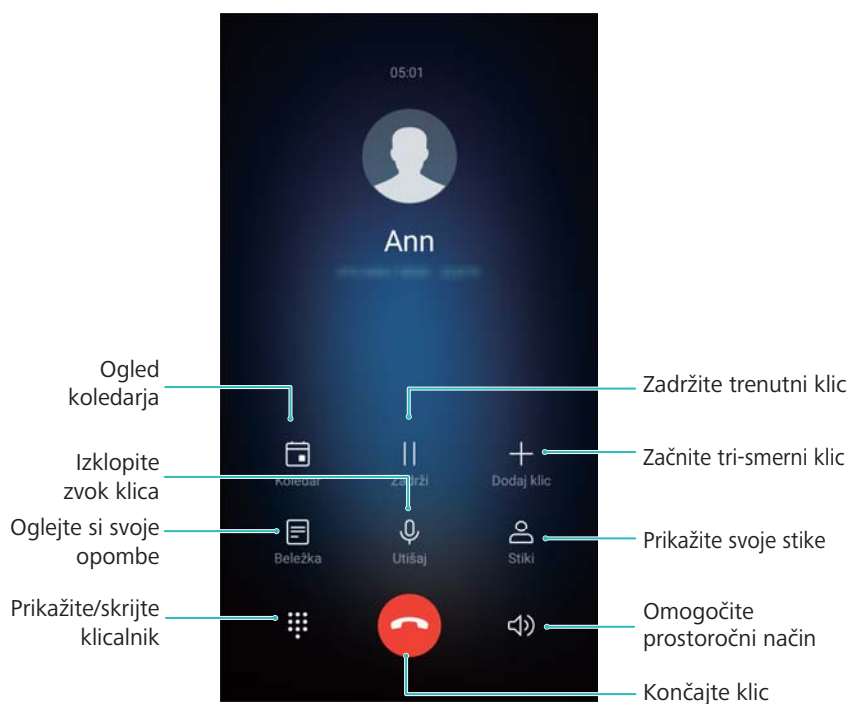 05:01
Ann
Ogled
koledarja
Zadržite trenutni klic
Izklopite
zvok klica
Začnite tri-smerni klic
Koledar
Zadrži
Dodaj klic
Oglejte si svoje
opombe
Prikažite svoje stike
Beležka
Utišaj
Stiki
Prikažite/skrijte
klicalnik
Omogočite
prostoročni način
Končajte klic